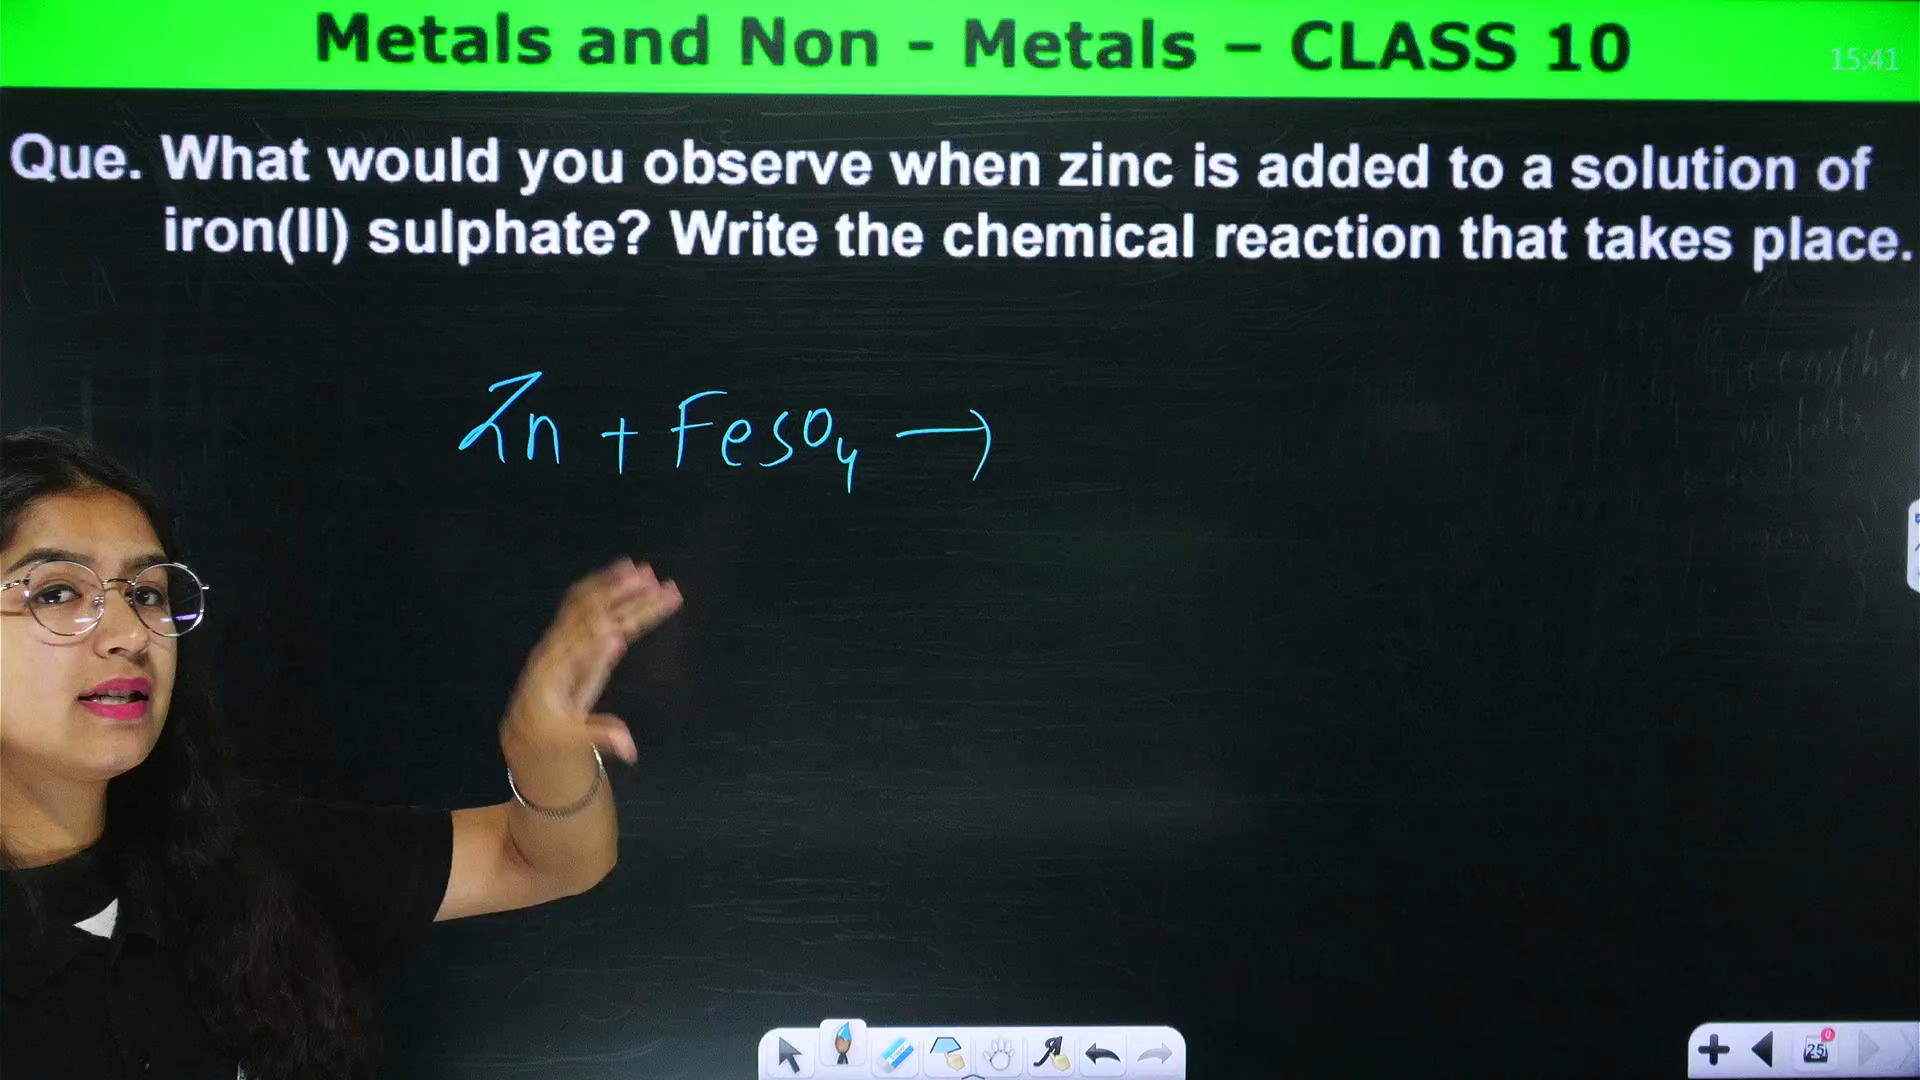 Metals and Non - Metals – CLASS 10
15:41
Que. What would you observe when zinc is added to a solution of
iron(II) sulphate? Write the chemical reaction that takes place.
Zn + FeSO₄ →
25